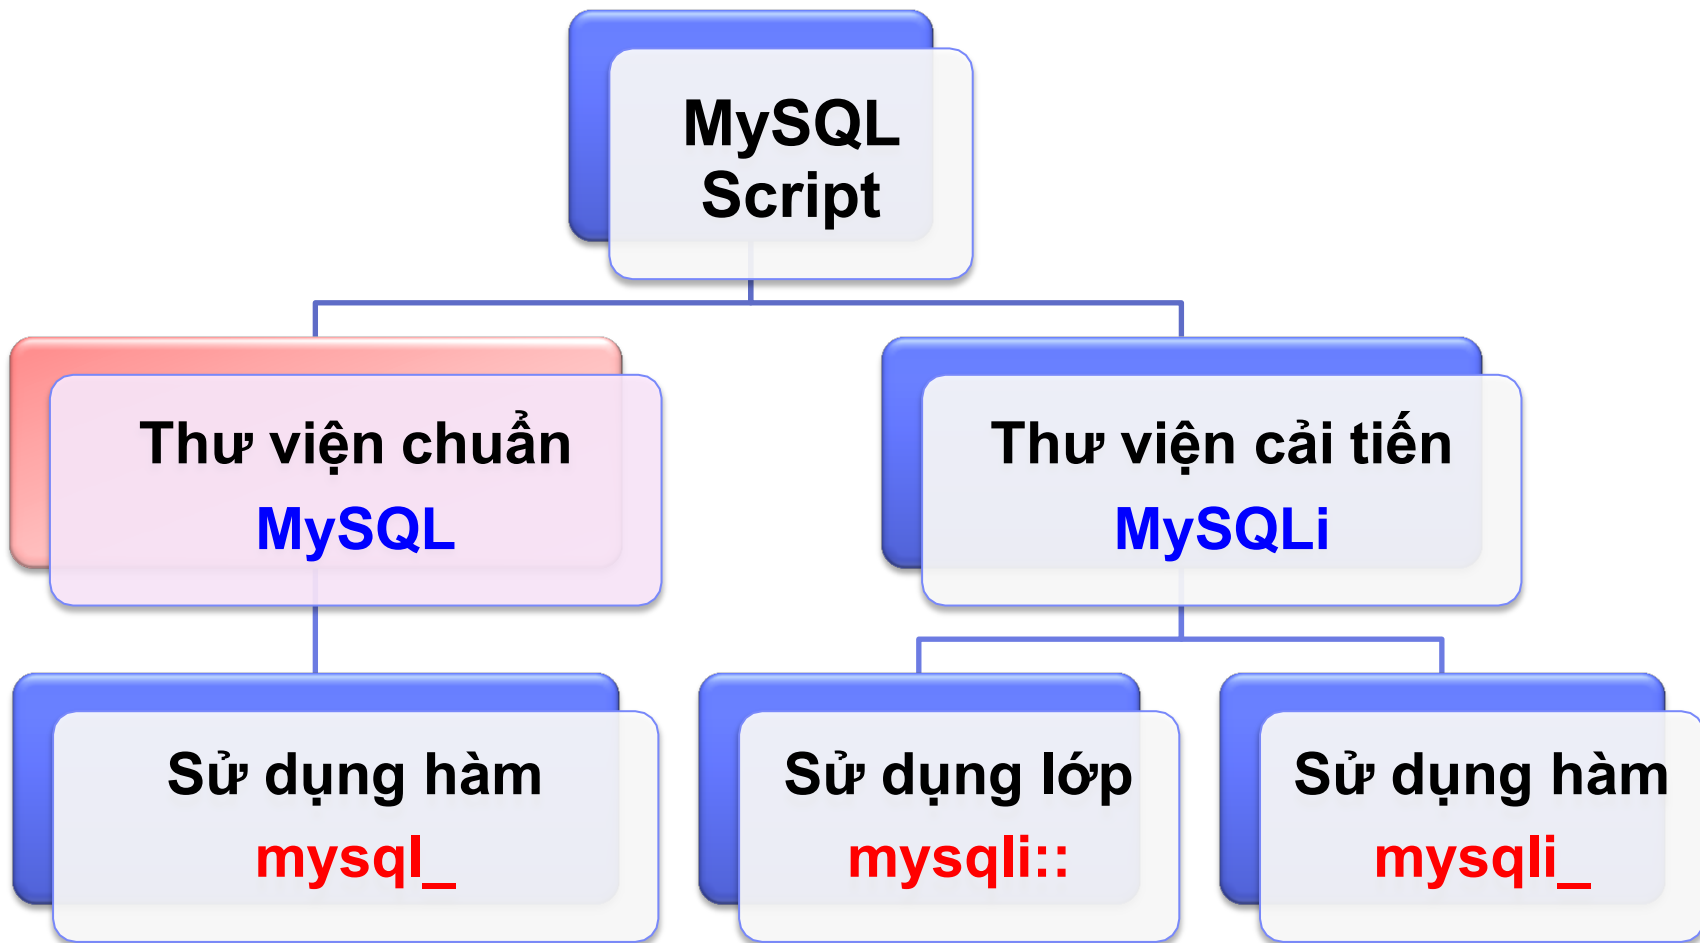 MySQL
Script
Thư viện chuẩn
MySQL
Thư viện cải tiến
MySQLi
Sử dụng hàm
mysql_
Sử dụng lớp
mysqli::
Sử dụng hàm
mysqli_